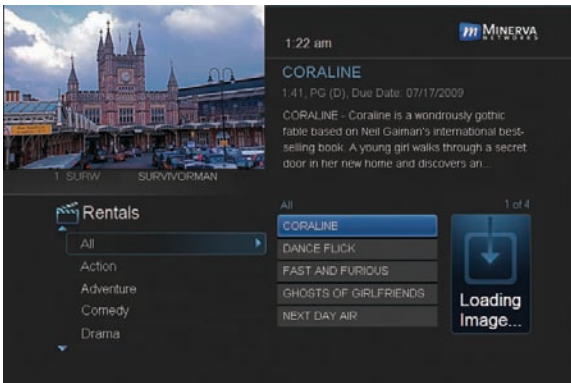 1:22 am
m MINERVA
NETWORKS
CORALINE
1:41, PG (D), Due Date: 07/17/2009
CORALINE - Coraline is a wondrously gothic
fable based on Neil Gaiman's international best-
selling book. A young girl walks through a secret
door in her new home and discovers an...
1 SURW SURVIVORMAN
Rentals
All
Action
Adventure
Comedy
Drama
All 1 of 4
CORALINE
DANCE FLICK
FAST AND FURIOUS
GHOSTS OF GIRLFRIENDS
NEXT DAY AIR
Loading
Image...